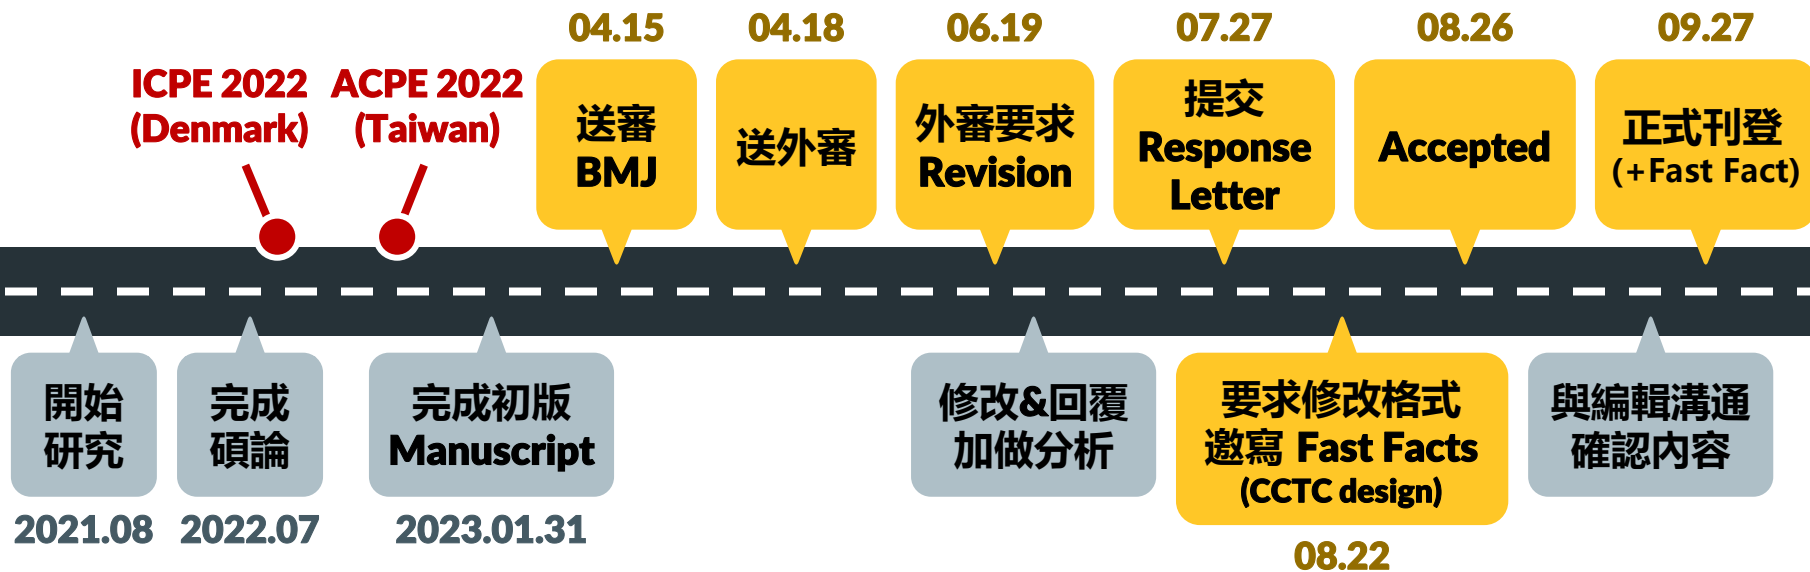 ICPE 2022
(Denmark)
ACPE 2022
(Taiwan)
04.15
送審
BMJ
04.18
送外審
06.19
外審要求
Revision
07.27
提交
Response
Letter
08.26
Accepted
09.27
正式刊登
(+Fast Fact)
開始
研究
2021.08
完成
碩論
2022.07
完成初版
Manuscript
2023.01.31
修改&回覆
加做分析
要求修改格式
邀寫 Fast Facts
(CCTC design)
08.22
與編輯溝通
確認內容